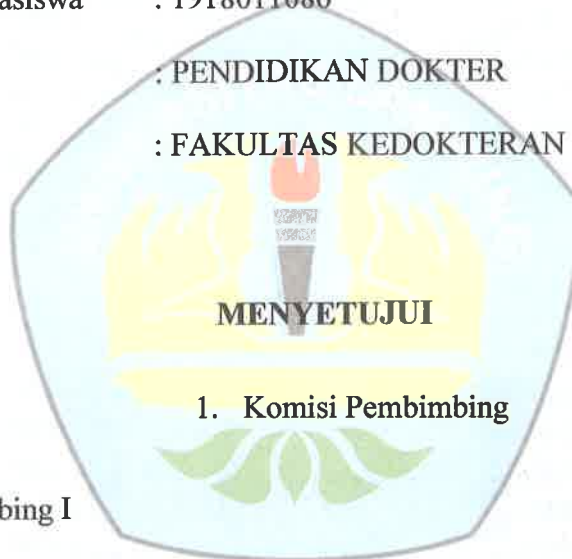 : PENDIDIKAN DOKTER
: FAKULTAS KEDOKTERAN
MENYETUJUI
1. Komisi Pembimbing